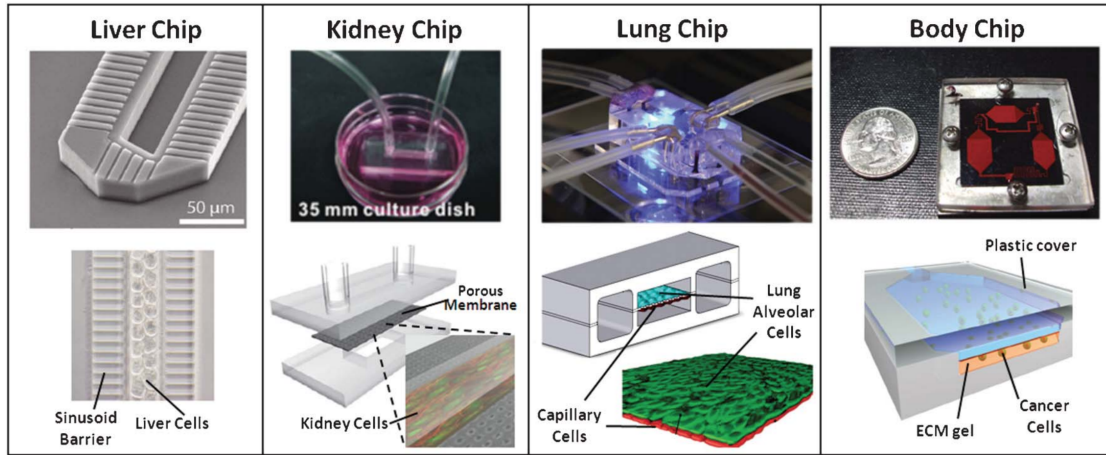 Liver Chip
Kidney Chip
Lung Chip
Body Chip
50 µm
35 mm culture dish
Sinusoid
Barrier
Liver Cells
Porous
Membrane
Kidney Cells
Lung
Alveolar
Cells
Capillary
Cells
Plastic cover
ECM gel
Cancer
Cells